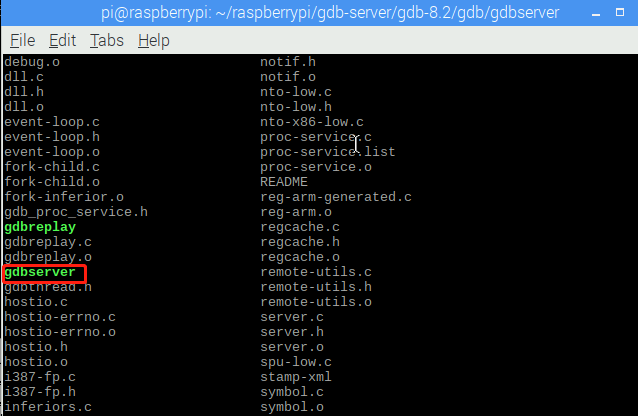 pi@raspberrypi: ~/raspberrypi/gdb-server/gdb-8.2/gdb/gdbserver
File Edit Tabs Help
debug.o notif.h
dll.c notif.o
dll.h nto-low.c
dll.o nto-low.h
event-loop.c nto-x86-low.c
event-loop.h proc-service.c
event-loop.o proc-service.list
fork-child.c proc-service.o
fork-child.o README
fork-inferior.o reg-arm-generated.c
gdb_proc_service.h reg-arm.o
gdbreplay regcache.c
gdbreplay.c regcache.h
gdbreplay.o regcache.o
gdbserver remote-utils.c
gdbthread.h remote-utils.h
hostio.c remote-utils.o
hostio-errno.c server.c
hostio-errno.o server.h
hostio.h server.o
hostio.o spu-low.c
i387-fp.c stamp-xml
i387-fp.h symbol.c
inferiors.c symbol.o